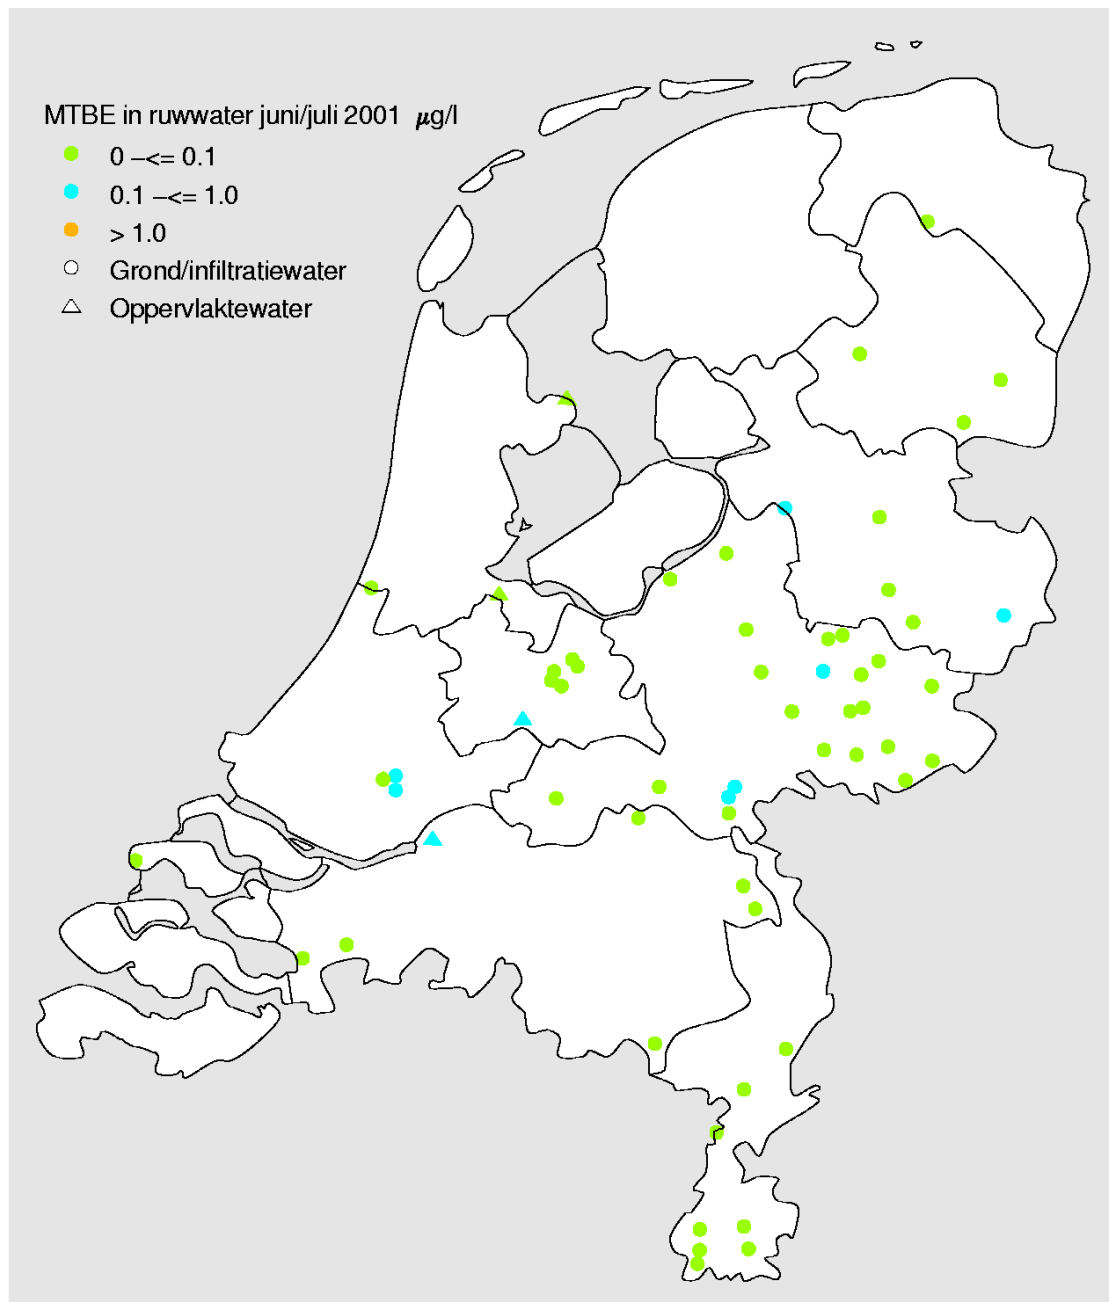 MTBE in ruwwater juni/juli 2001 μg/l
0 –<= 0.1
0.1 –<= 1.0
> 1.0
Grond/infiltratiewater
Oppervlaktewater